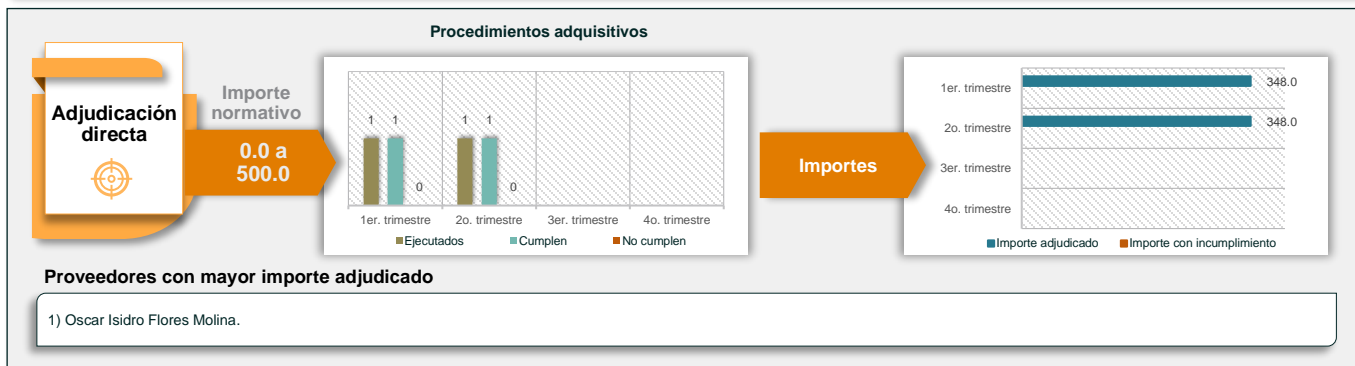 Procedimientos adquisitivos
Adjudicación
directa
Importe
normativo
0.0 a
500.0
1 1
0
1 1
0
1er. trimestre 2o. trimestre 3er. trimestre 4o. trimestre
Ejecutados Cumplen No cumplen
Importes
1er. trimestre 348.0
2o. trimestre 348.0
3er. trimestre
4o. trimestre
Importe adjudicado Importe con incumplimiento
Proveedores con mayor importe adjudicado
1) Oscar Isidro Flores Molina.